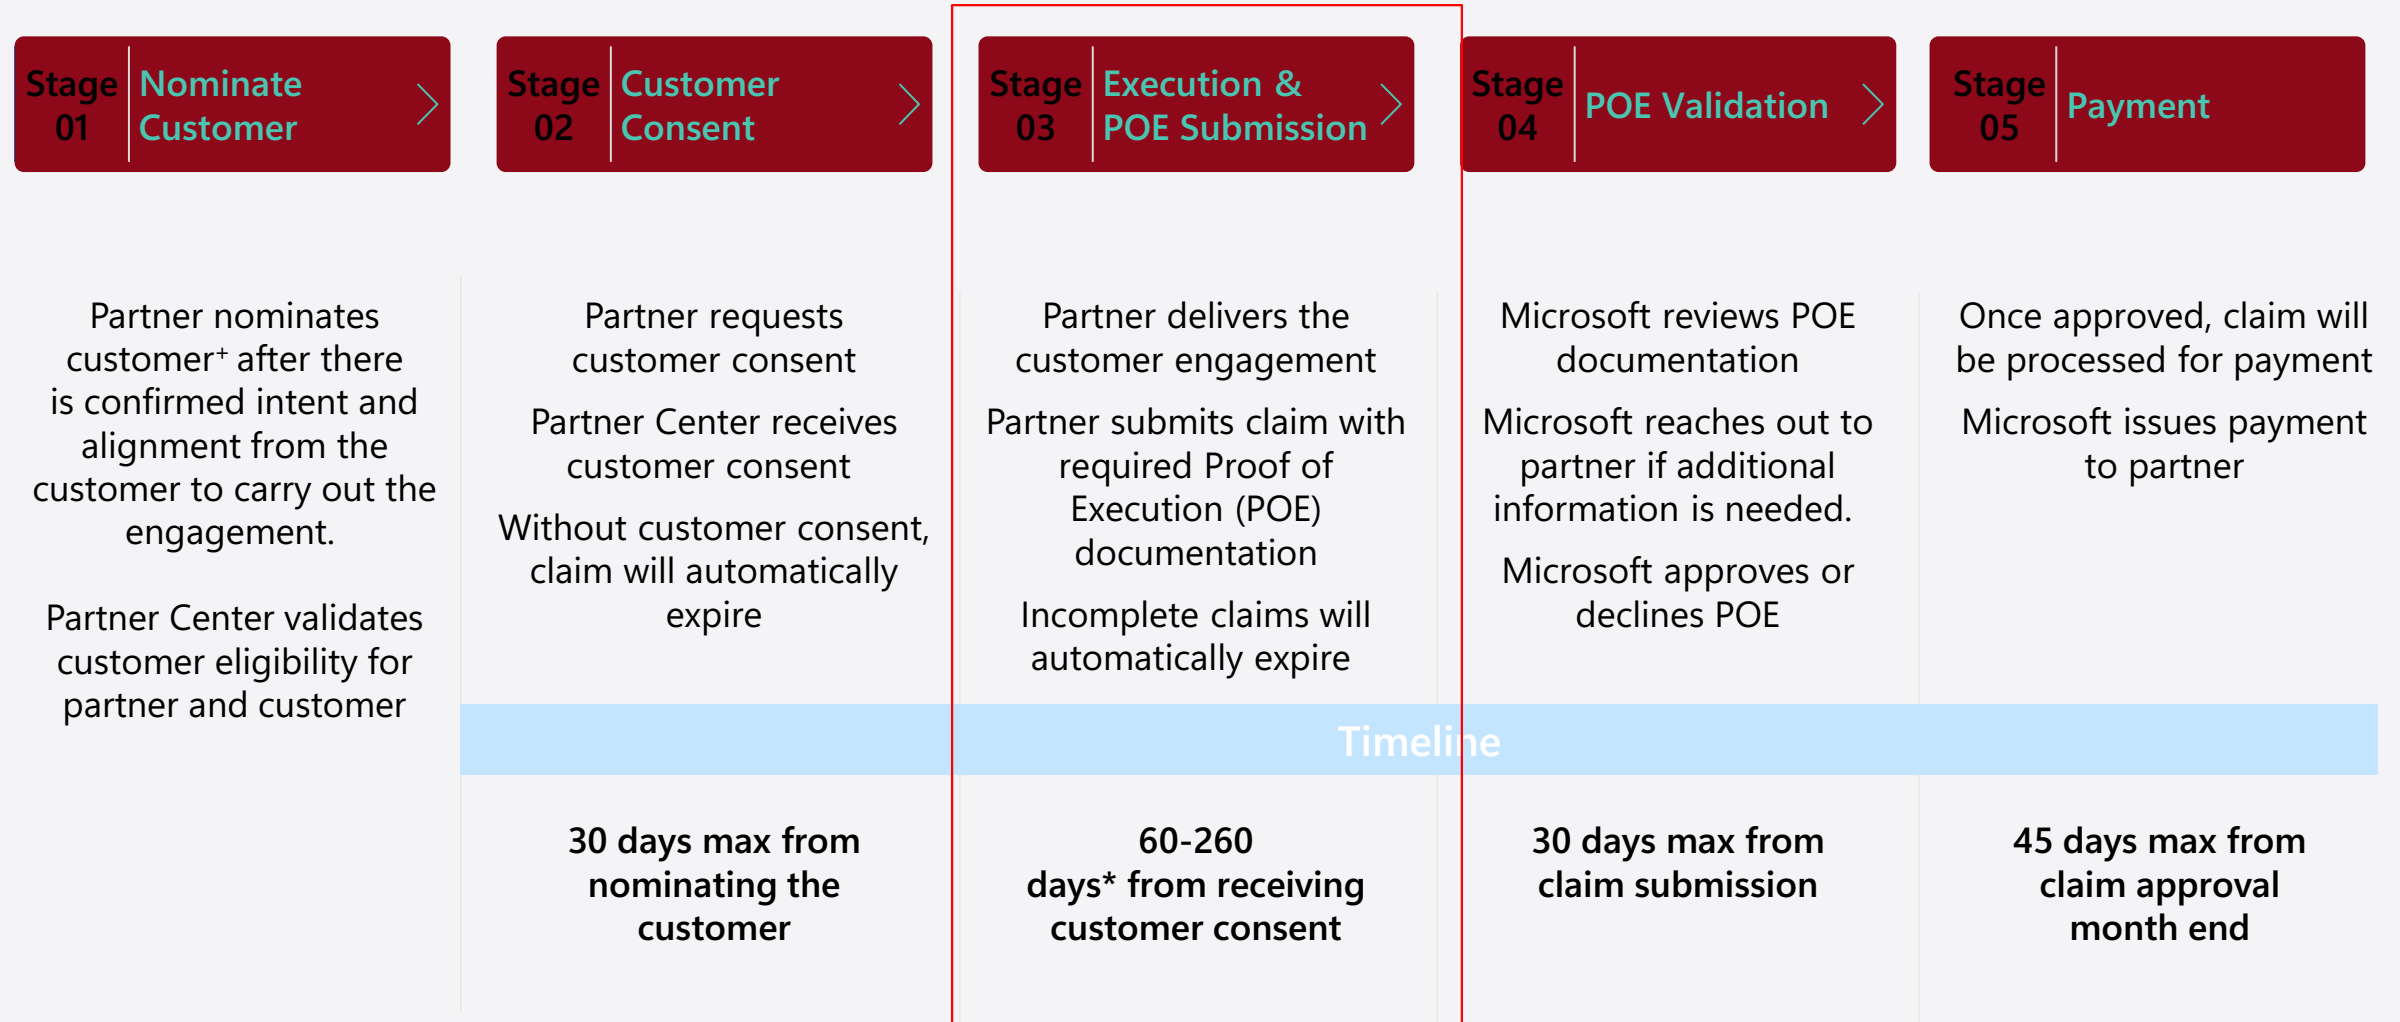 Stage
01
Nominate
Customer
Stage
02
Customer
Consent
Stage
03
Execution &
POE Submission
Stage
04
POE Validation
Stage
05
Payment
Partner nominates
customer⁺ after there
is confirmed intent and
alignment from the
customer to carry out the
engagement.
Partner Center validates
customer eligibility for
partner and customer
Partner requests
customer consent
Partner Center receives
customer consent
Without customer consent,
claim will automatically
expire
Partner delivers the
customer engagement
Partner submits claim with
required Proof of
Execution (POE)
documentation
Incomplete claims will
automatically expire
Microsoft reviews POE
documentation
Microsoft reaches out to
partner if additional
information is needed.
Microsoft approves or
declines POE
Once approved, claim will
be processed for payment
Microsoft issues payment
to partner
Timeline
30 days max from
nominating the
customer
60-260
days* from receiving
customer consent
30 days max from
claim submission
45 days max from
claim approval
month end